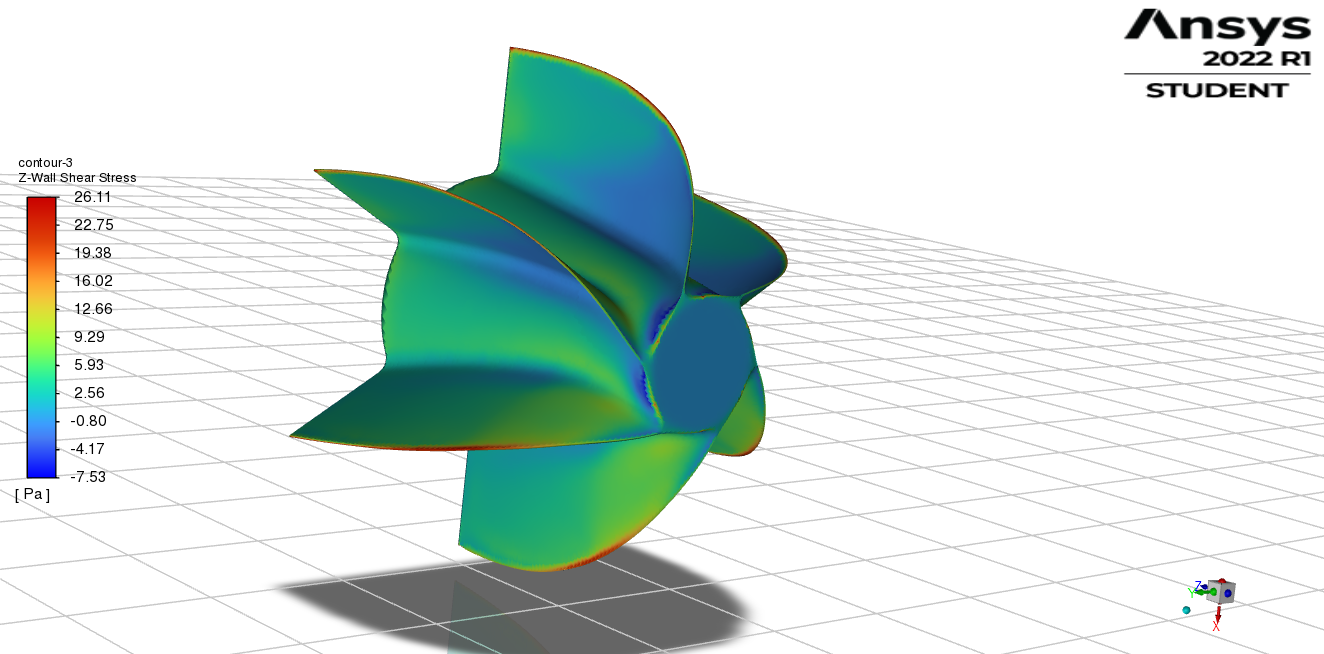 Ansys
2022 R1
STUDENT
contour-3
Z-Wall Shear Stress
26.11
22.75
19.38
16.02
12.66
9.29
5.93
2.56
-0.80
-4.17
-7.53
[ Pa ]
Z
Y
X